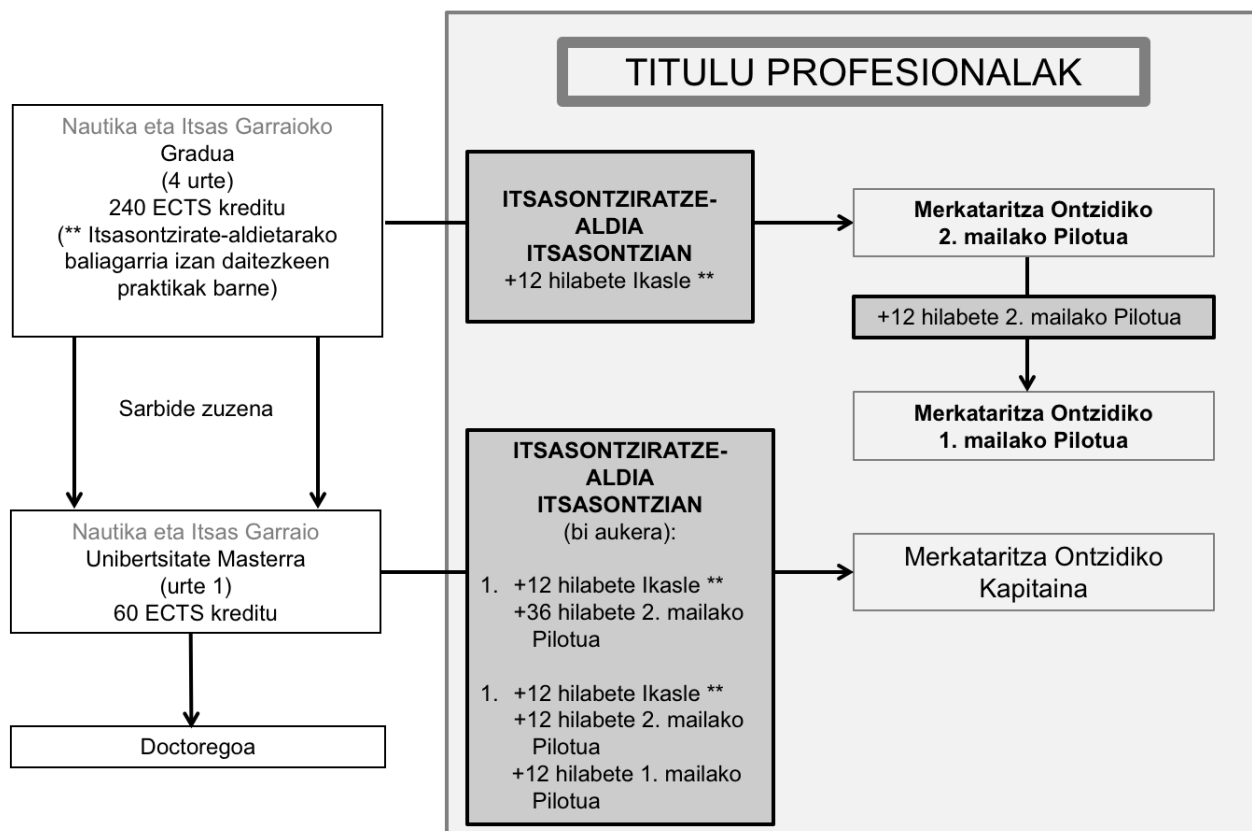 TITULU PROFESIONALAK
Nautika eta Itsas Garraioko
Gradua
(4 urte)
240 ECTS kreditu
(** Itsasontzirate-aldietarako
baliagarria izan daitezkeen
praktikak barne)
ITSASONTZIRATZE-
ALDIA
ITSASONTZIAN
+12 hilabete Ikasle **
Merkataritza Ontzidiko
2. mailako Pilotua
+12 hilabete 2. mailako Pilotua
Merkataritza Ontzidiko
1. mailako Pilotua
Sarbide zuzena
Nautika eta Itsas Garraio
Unibertsitate Masterra
(urte 1)
60 ECTS kreditu
ITSASONTZIRATZE-
ALDIA
ITSASONTZIAN
(bi aukera):
1. +12 hilabete Ikasle **
+36 hilabete 2. mailako
Pilotua
1. +12 hilabete Ikasle **
+12 hilabete 2. mailako
Pilotua
+12 hilabete 1. mailako
Pilotua
Merkataritza Ontzidiko
Kapitaina
Doctoregoa